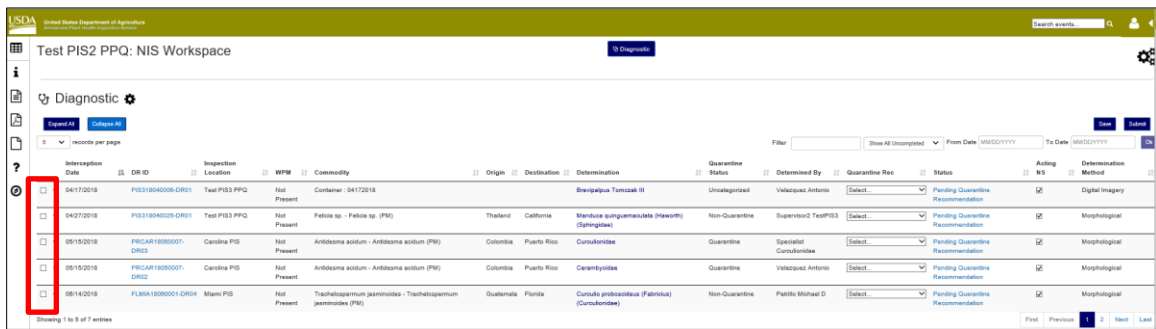 USDA
United States Department of Agriculture
Animal and Plant Health Inspection Service
Search events...
Test PIS2 PPQ: NIS Workspace
Diagnostic
Diagnostic
Expand All Collapse All Save Submit
5 records per page Filter Show All Uncompleted From Date MM/DD/YYYY To Date MM/DD/YYYY Ok
Interception Date DR ID Inspection Location WPM Commodity Origin Destination Determination Quarantine Status Determined By Quarantine Rec Status Acting NS Determination Method
04/17/2018 PIS318040006-DR01 Test PIS3 PPQ Not Present Container : 04172018 Brevipalpus Tomczak III Uncategorized Velazquez Antonio Select... Pending Quarantine Recommendation Digital Imagery
04/27/2018 PIS318040025-DR01 Test PIS3 PPQ Not Present Felicia sp. - Felicia sp. (PM) Thailand California Manduca quinquemaculata (Haworth) (Sphingidae) Non-Quarantine Supervisor2 TestPIS3 Select... Pending Quarantine Recommendation Morphological
05/15/2018 PRCAR18050007-DR03 Carolina PIS Not Present Antidesma acidum - Antidesma acidum (PM) Colombia Puerto Rico Curculionidae Quarantine Specialist Curculionidae Select... Pending Quarantine Recommendation Morphological
05/15/2018 PRCAR18050007-DR02 Carolina PIS Not Present Antidesma acidum - Antidesma acidum (PM) Colombia Puerto Rico Cerambycidae Quarantine Velazquez Antonio Select... Pending Quarantine Recommendation Morphological
06/14/2018 FLMIA18060001-DR04 Miami PIS Not Present Trachelospermum jasminoides - Trachelospermum jasminoides (PM) Guatemala Florida Curculio proboscideus (Fabricius) (Curculionidae) Non-Quarantine Patrillo Michael D Select... Pending Quarantine Recommendation Morphological
Showing 1 to 5 of 7 entries First Previous 1 2 Next Last